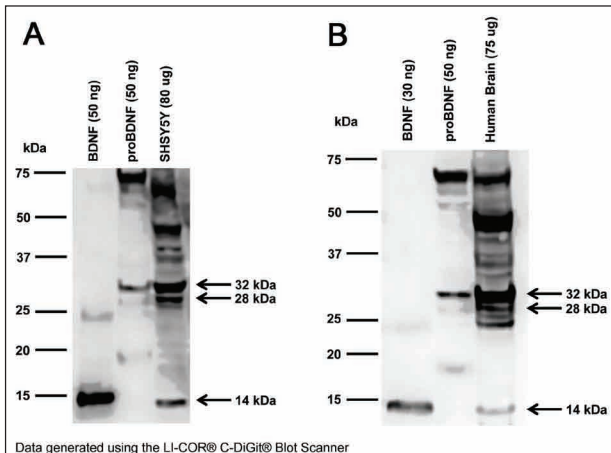 A
BDNF (50 ng)
proBDNF (50 ng)
SHSY5Y (80 ug)
kDa
75
50
37
25
20
15
32 kDa
28 kDa
14 kDa
B
BDNF (30 ng)
proBDNF (50 ng)
Human Brain (75 ug)
kDa
75
50
37
25
20
15
32 kDa
28 kDa
14 kDa
Data generated using the LI-COR® C-DiGit® Blot Scanner